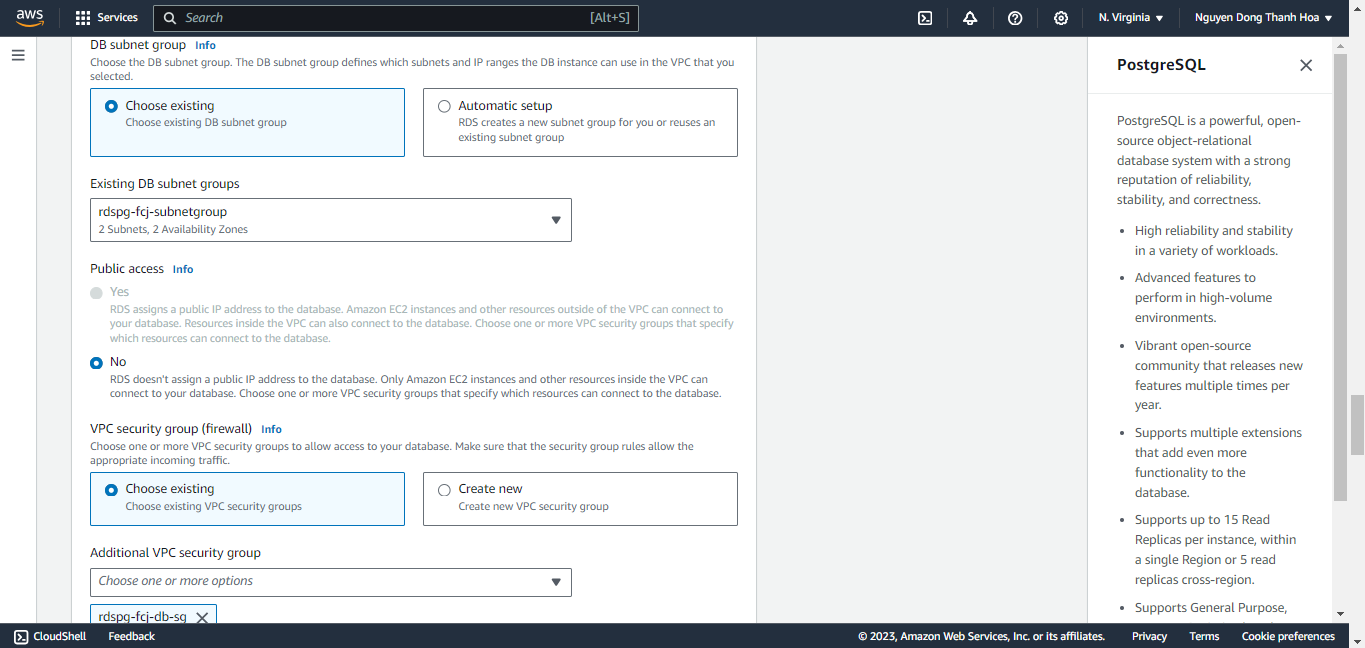 aws
Services
Search
[Alt+S]
N. Virginia
Nguyen Dong Thanh Hoa
DB subnet group Info
Choose the DB subnet group. The DB subnet group defines which subnets and IP ranges the DB instance can use in the VPC that you
selected.
Choose existing
Choose existing DB subnet group
Automatic setup
RDS creates a new subnet group for you or reuses an
existing subnet group
Existing DB subnet groups
rdspg-fcj-subnetgroup
2 Subnets, 2 Availability Zones
Public access Info
Yes
RDS assigns a public IP address to the database. Amazon EC2 instances and other resources outside of the VPC can connect to
your database. Resources inside the VPC can also connect to the database. Choose one or more VPC security groups that specify
which resources can connect to the database.
No
RDS doesn't assign a public IP address to the database. Only Amazon EC2 instances and other resources inside the VPC can
connect to your database. Choose one or more VPC security groups that specify which resources can connect to the database.
VPC security group (firewall) Info
Choose one or more VPC security groups to allow access to your database. Make sure that the security group rules allow the
appropriate incoming traffic.
Choose existing
Choose existing VPC security groups
Create new
Create new VPC security group
Additional VPC security group
Choose one or more options
rdspg-fcj-db-sg
PostgreSQL
PostgreSQL is a powerful, open-
source object-relational
database system with a strong
reputation of reliability,
stability, and correctness.
• High reliability and stability
in a variety of workloads.
• Advanced features to
perform in high-volume
environments.
• Vibrant open-source
community that releases new
features multiple times per
year.
• Supports multiple extensions
that add even more
functionality to the
database.
• Supports up to 15 Read
Replicas per instance, within
a single Region or 5 read
replicas cross-region.
• Supports General Purpose,
CloudShell
Feedback
© 2023, Amazon Web Services, Inc. or its affiliates.
Privacy
Terms
Cookie preferences